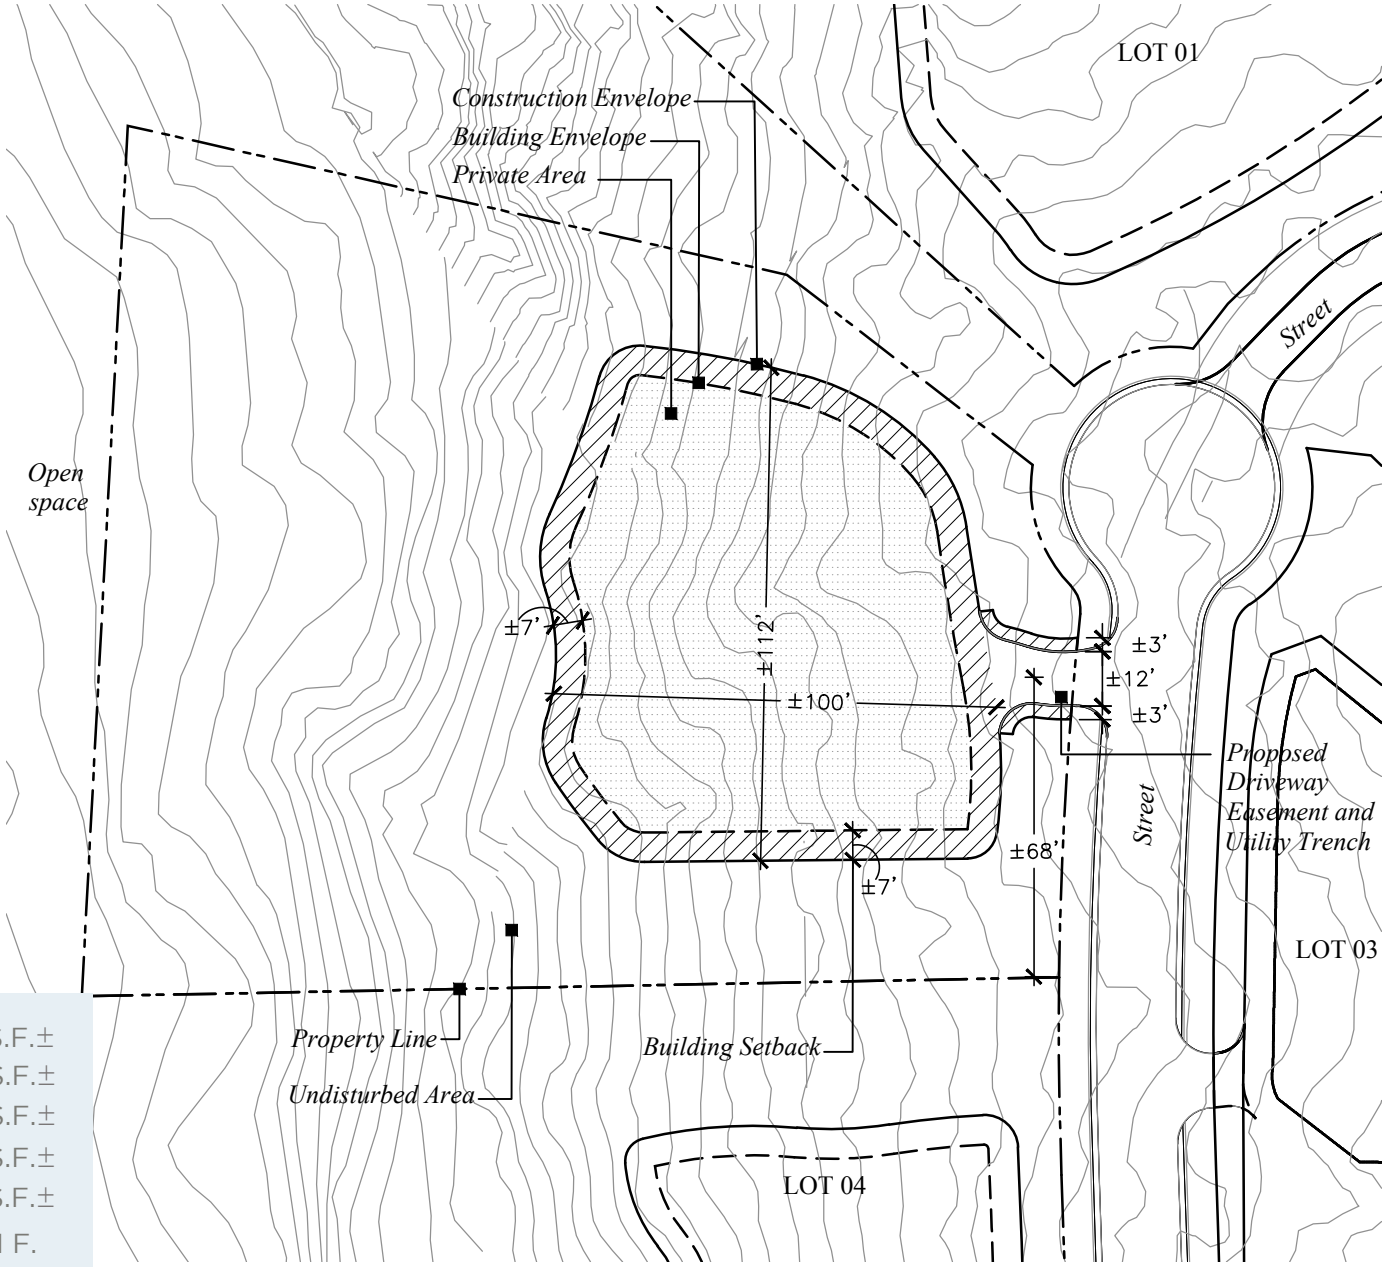 LOT 01
Construction Envelope
Building Envelope
Private Area
Street
Open
space
±7'
±112'
±3'
±12'
±100'
±3'
Proposed
Driveway
Easement and
Utility Trench
Street
±68'
±7'
LOT 03
Property Line
Building Setback
Undisturbed Area
S.F.±
S.F.±
S.F.±
S.F.±
S.F.±
F.
LOT 04